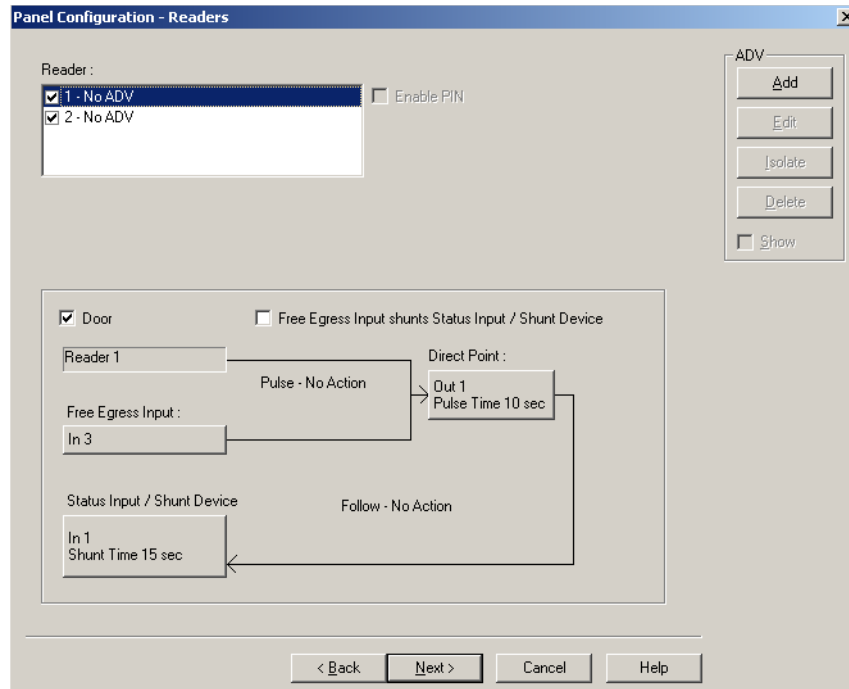 Panel Configuration - Readers
ADV
Reader :
1 - No ADV
Enable PIN
2 - No ADV
Add
Edit
Isolate
Delete
Show
Door
Free Egress Input shunts Status Input / Shunt Device
Reader 1
Direct Point :
Pulse - No Action
Out 1
Pulse Time 10 sec
Free Egress Input :
In 3
Status Input / Shunt Device
Follow - No Action
In 1
Shunt Time 15 sec
< Back
Next >
Cancel
Help